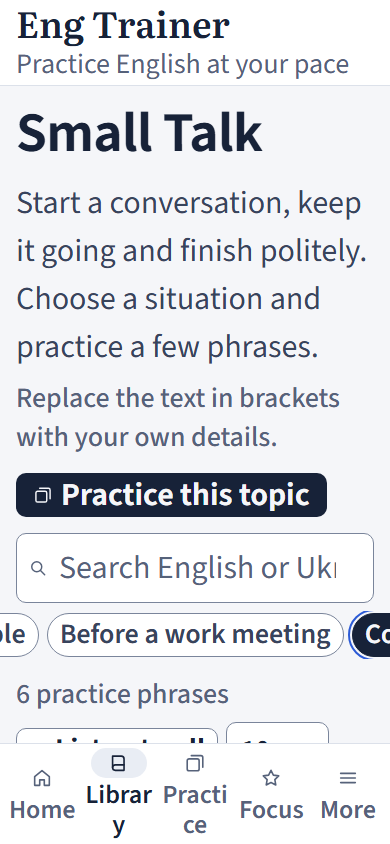 Eng Trainer
Practice English at your pace
Small Talk
Start a conversation, keep
it going and finish politely.
Choose a situation and
practice a few phrases.
Replace the text in brackets
with your own details.
Practice this topic
Search English or Uk
ple Before a work meeting Co
6 practice phrases
Home Librar Practi Focus More
y ce